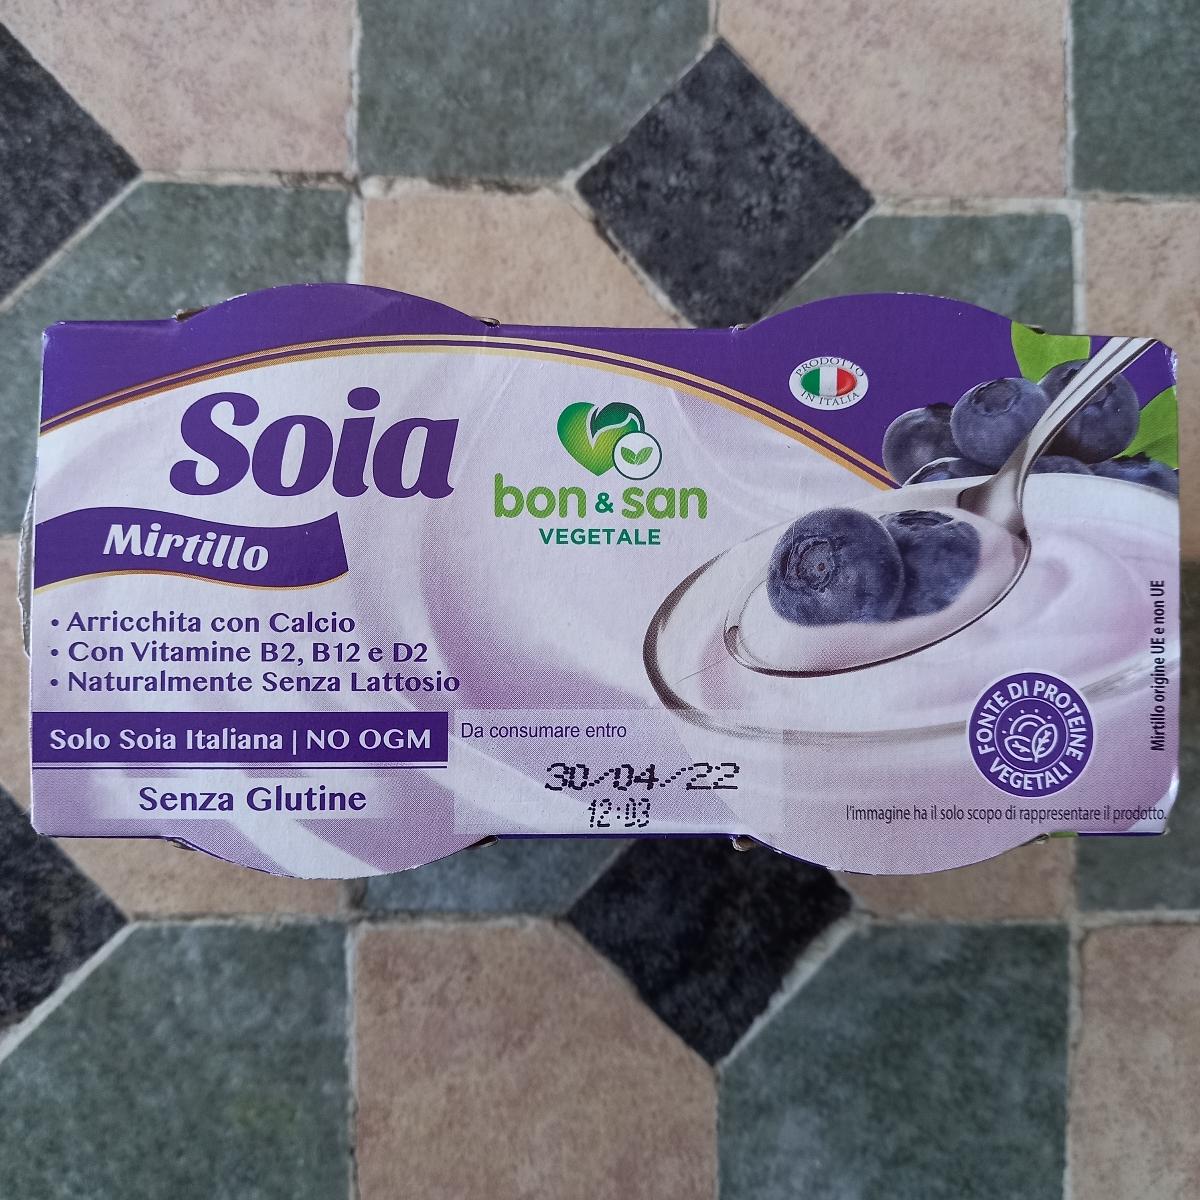 PRODOTTO
IN ITALIA
Soia
Mirtillo
bon & san
VEGETALE
• Arricchita con Calcio
• Con Vitamine B2, B12 e D2
• Naturalmente Senza Lattosio
Solo Soia Italiana | NO OGM
Senza Glutine
Da consumare entro
30/04/22
12:03
FONTE DI PROTEINE
VEGETALI
Mirtillo origine UE e non UE
l'immagine ha il solo scopo di rappresentare il prodotto.